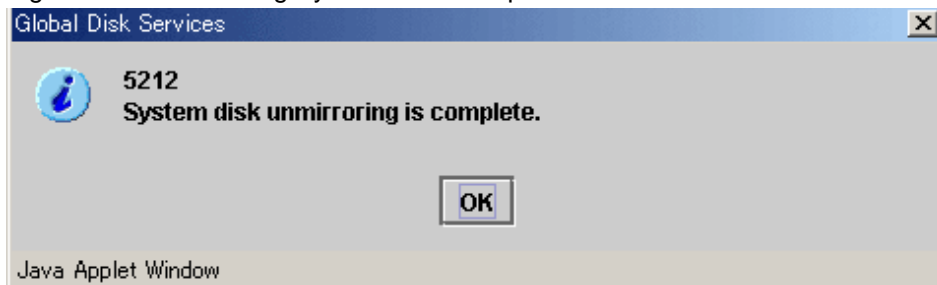 Global Disk Services
5212
System disk unmirroring is complete.
OK
Java Applet Window